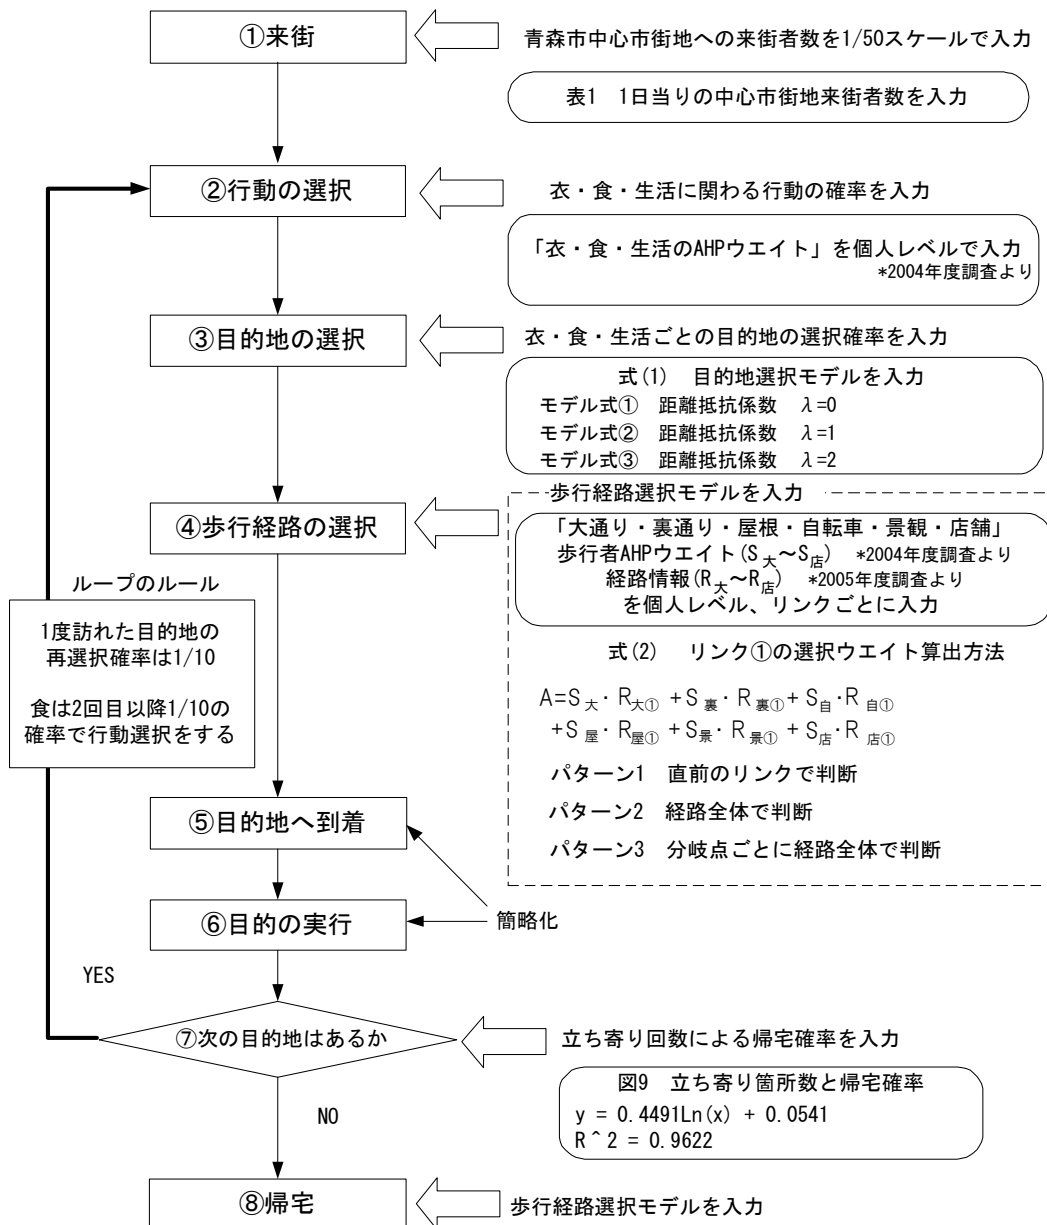 ①来街
青森市中心市街地への来街者数を1/50スケールで入力
表1　1日当りの中心市街地来街者数を入力
②行動の選択
衣・食・生活に関わる行動の確率を入力
「衣・食・生活のAHPウエイト」を個人レベルで入力
*2004年度調査より
③目的地の選択
衣・食・生活ごとの目的地の選択確率を入力
式(1)　目的地選択モデルを入力
モデル式①　距離抵抗係数　λ=0
モデル式②　距離抵抗係数　λ=1
モデル式③　距離抵抗係数　λ=2
④歩行経路の選択
歩行経路選択モデルを入力
「大通り・裏通り・屋根・自転車・景観・店舗」
歩行者AHPウエイト(S大～S店)　*2004年度調査より
経路情報(R大～R店)　*2005年度調査より
を個人レベル、リンクごとに入力
式(2)　リンク①の選択ウエイト算出方法
A=S大・R大①+S裏・R裏①+S自・R自①
+S屋・R屋①+S景・R景①+S店・R店①
パターン1　直前のリンクで判断
パターン2　経路全体で判断
パターン3　分岐点ごとに経路全体で判断
ループのルール
1度訪れた目的地の
再選択確率は1/10
食は2回目以降1/10の
確率で行動選択をする
⑤目的地へ到着
⑥目的の実行
簡略化
YES
⑦次の目的地はあるか
立ち寄り回数による帰宅確率を入力
図9　立ち寄り箇所数と帰宅確率
y = 0.4491Ln(x) + 0.0541
R^2 = 0.9622
NO
⑧帰宅
歩行経路選択モデルを入力